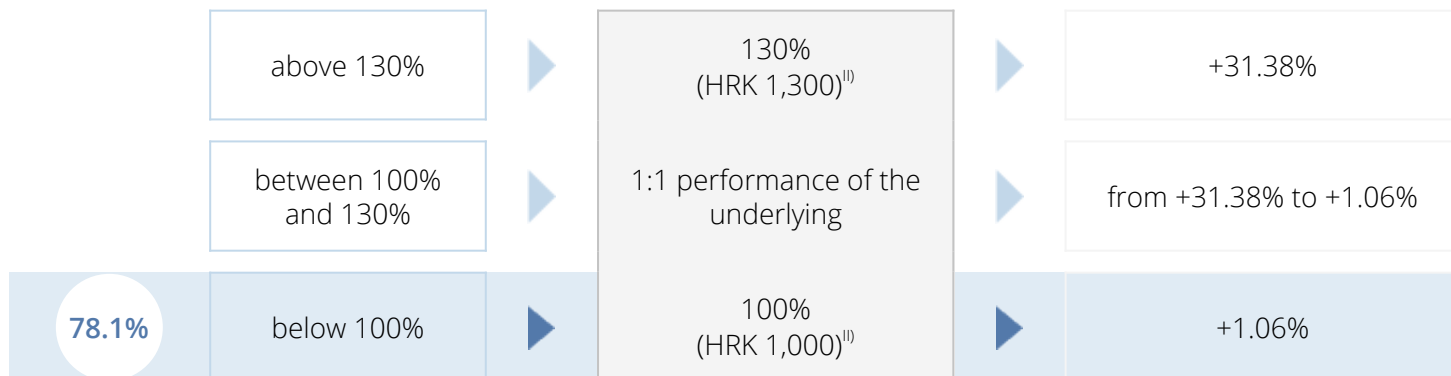 above 130%
130%
(HRK 1,300)II)
+31.38%
between 100%
and 130%
1:1 performance of the
underlying
from +31.38% to +1.06%
78.1%
below 100%
100%
(HRK 1,000)II)
+1.06%